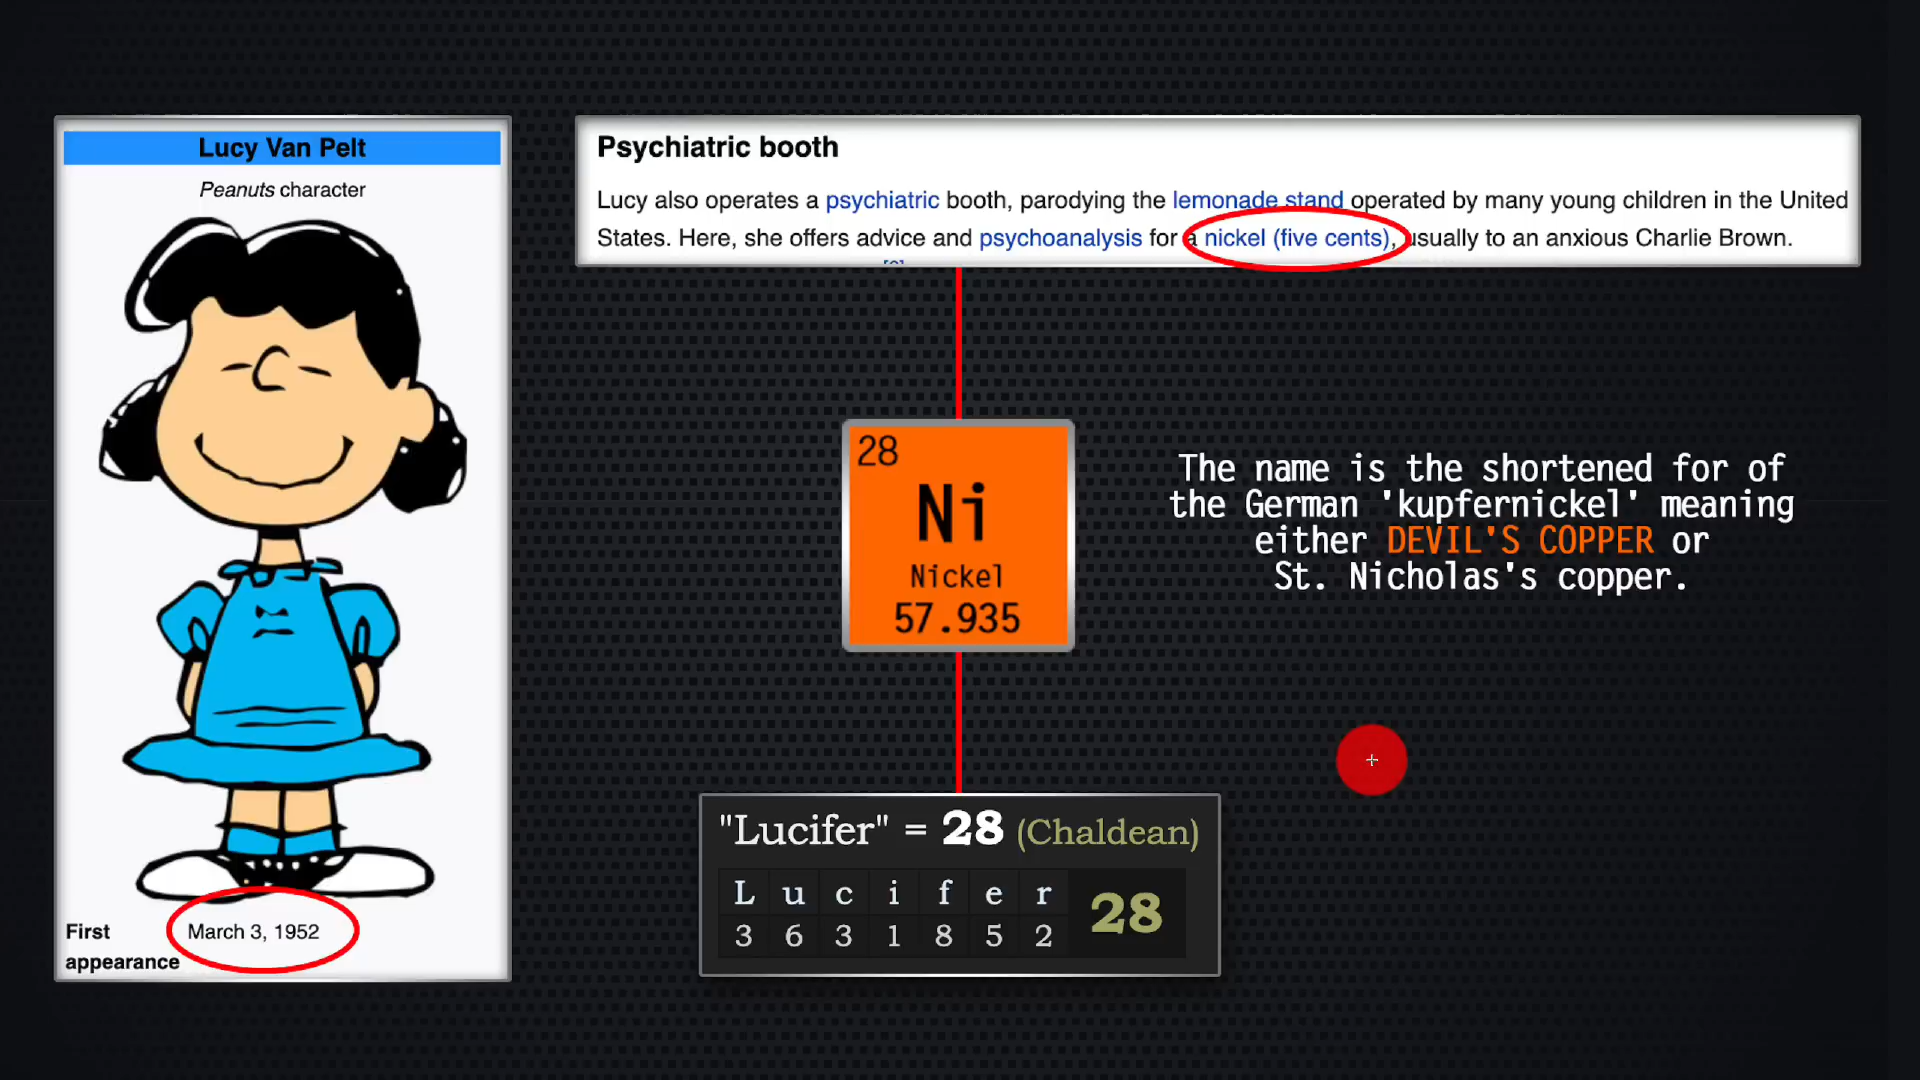 Lucy Van Pelt
Peanuts character
First
appearance
March 3, 1952
Psychiatric booth
Lucy also operates a psychiatric booth, parodying the lemonade stand operated by many young children in the United
States. Here, she offers advice and psychoanalysis for a nickel (five cents), usually to an anxious Charlie Brown.
28
Ni
Nickel
57.935
The name is the shortened for of
the German 'kupfernickel' meaning
either DEVIL'S COPPER or
St. Nicholas's copper.
"Lucifer" = 28 (Chaldean)
L u c i f e r
3 6 3 1 8 5 2
28